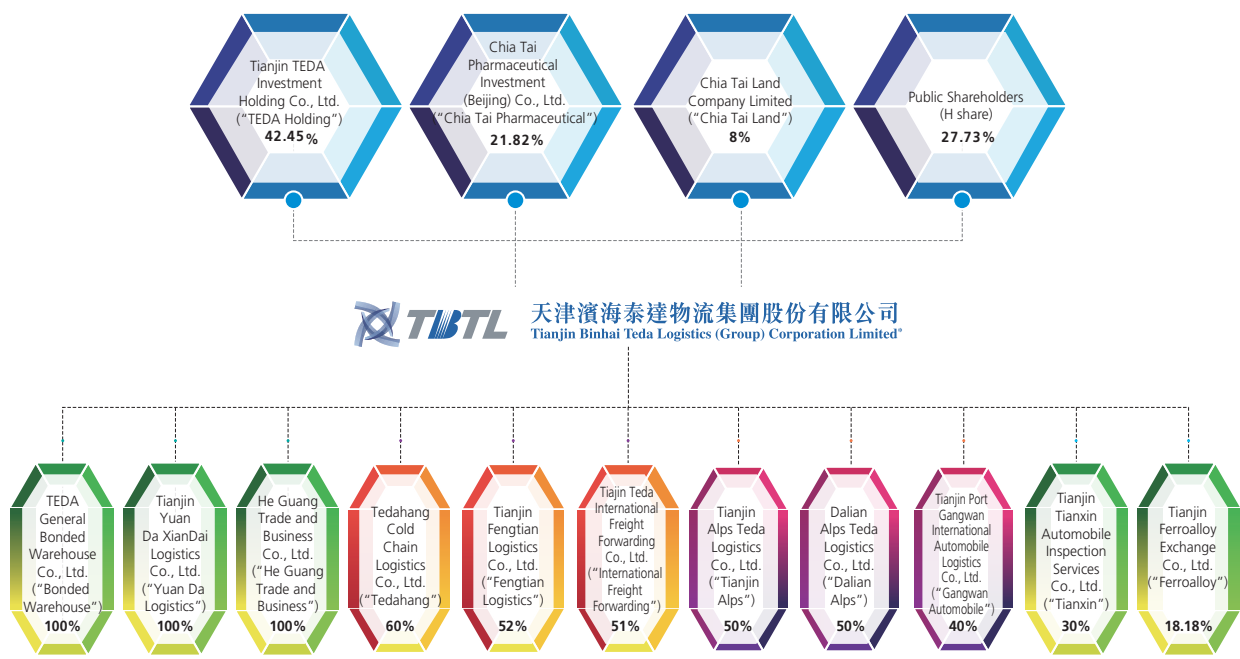 Tianjin TEDA
Investment
Holding Co., Ltd.
(“TEDA Holding”)
42.45%
Chia Tai
Pharmaceutical
Investment
(Beijing) Co., Ltd.
(“Chia Tai Pharmaceutical”)
21.82%
Chia Tai Land
Company Limited
(“Chia Tai Land”)
8%
Public Shareholders
(H share)
27.73%
TBTL
天津濱海泰達物流集團股份有限公司
Tianjin Binhai Teda Logistics (Group) Corporation Limited*
TEDA
General
Bonded
Warehouse
Co., Ltd.
(“Bonded
Warehouse”)
100%
Tianjin
Yuan
Da XianDai
Logistics
Co., Ltd.
(“Yuan Da
Logistics”)
100%
He Guang
Trade and
Business
Co., Ltd.
(“He Guang
Trade and
Business”)
100%
Tedahang
Cold
Chain
Logistics
Co., Ltd.
(“Tedahang”)
60%
Tianjin
Fengtian
Logistics
Co., Ltd.
(“Fengtian
Logistics”)
52%
Tiajin Teda
International
Freight
Forwarding
Co., Ltd.
(“International
Freight
Forwarding”)
51%
Tianjin
Alps Teda
Logistics
Co., Ltd.
(“Tianjin
Alps”)
50%
Dalian
Alps Teda
Logistics
Co., Ltd.
(“Dalian
Alps”)
50%
Tianjin Port
Gangwan
International
Automobile
Logistics
Co., Ltd.
(“Gangwan
Automobile“)
40%
Tianjin
Tianxin
Automobile
Inspection
Services
Co., Ltd.
(“Tianxin”)
30%
Tianjin
Ferroalloy
Exchange
Co., Ltd.
(“Ferroalloy”)
18.18%